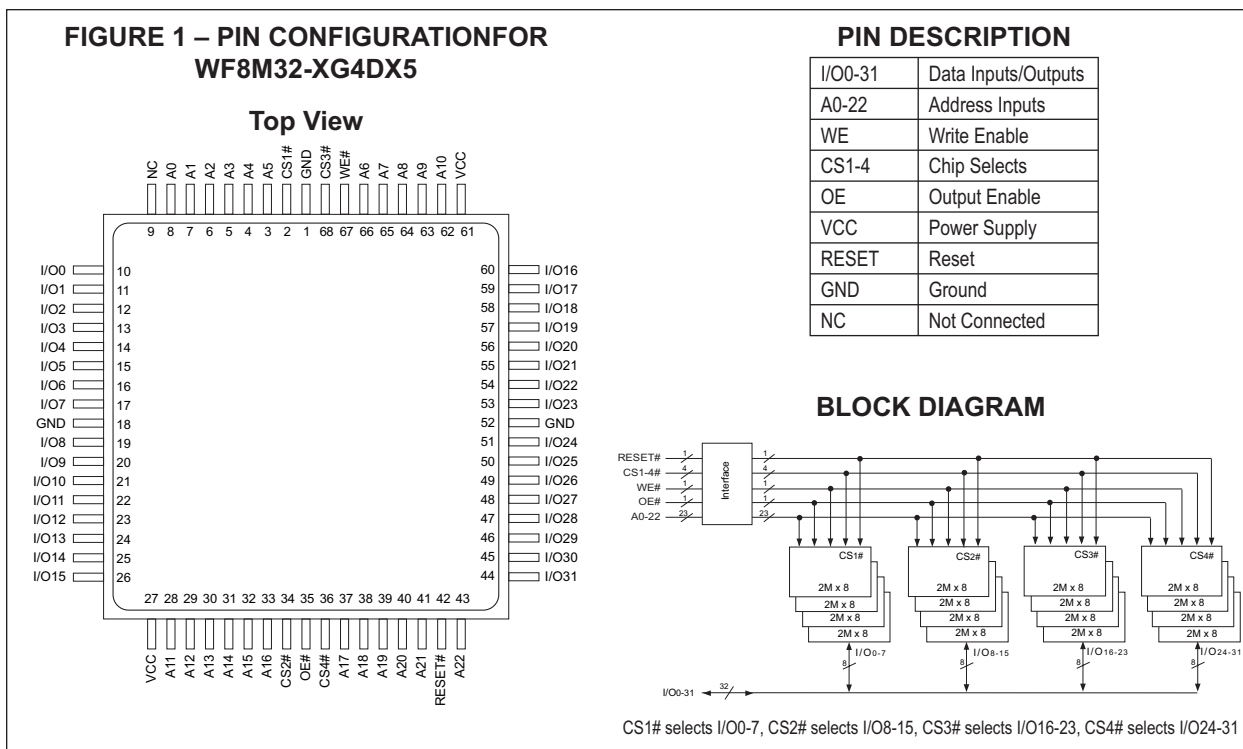 FIGURE 1 – PIN CONFIGURATIONFOR
WF8M32-XG4DX5
Top View
NC A0 A1 A2 A3 A4 A5 CS1# GND CS3# WE# A6 A7 A8 A9 A10 VCC
9 8 7 6 5 4 3 2 1 68 67 66 65 64 63 62 61
I/O0 10 60 I/O16
I/O1 11 59 I/O17
I/O2 12 58 I/O18
I/O3 13 57 I/O19
I/O4 14 56 I/O20
I/O5 15 55 I/O21
I/O6 16 54 I/O22
I/O7 17 53 I/O23
GND 18 52 GND
I/O8 19 51 I/O24
I/O9 20 50 I/O25
I/O10 21 49 I/O26
I/O11 22 48 I/O27
I/O12 23 47 I/O28
I/O13 24 46 I/O29
I/O14 25 45 I/O30
I/O15 26 44 I/O31
27 28 29 30 31 32 33 34 35 36 37 38 39 40 41 42 43
VCC A11 A12 A13 A14 A15 A16 CS2# OE# CS4# A17 A18 A19 A20 A21 RESET# A22
PIN DESCRIPTION
I/O0-31 Data Inputs/Outputs
A0-22 Address Inputs
WE Write Enable
CS1-4 Chip Selects
OE Output Enable
VCC Power Supply
RESET Reset
GND Ground
NC Not Connected
BLOCK DIAGRAM
RESET# 1 1
CS1-4# 4 4
WE# 1 1
OE# 1 1
A0-22 23 23
Interface
CS1# CS2# CS3# CS4#
2M x 8 2M x 8 2M x 8 2M x 8
2M x 8 2M x 8 2M x 8 2M x 8
2M x 8 2M x 8 2M x 8 2M x 8
2M x 8 2M x 8 2M x 8 2M x 8
I/O0-7 I/O8-15 I/O16-23 I/O24-31
8 8 8 8
I/O0-31 32
CS1# selects I/O0-7, CS2# selects I/O8-15, CS3# selects I/O16-23, CS4# selects I/O24-31